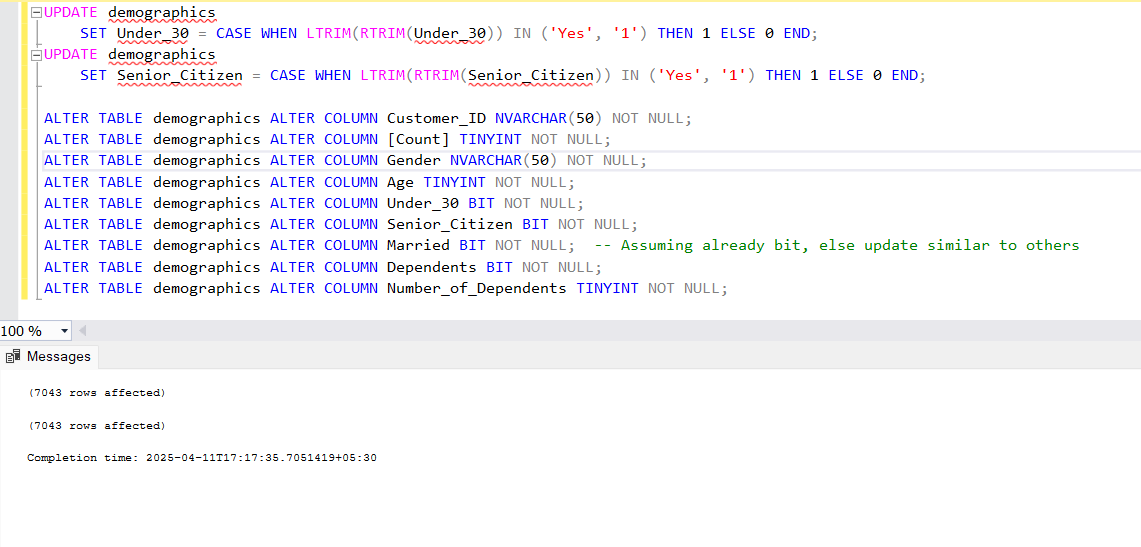 UPDATE demographics
SET Under_30 = CASE WHEN LTRIM(RTRIM(Under_30)) IN ('Yes', '1') THEN 1 ELSE 0 END;
UPDATE demographics
SET Senior_Citizen = CASE WHEN LTRIM(RTRIM(Senior_Citizen)) IN ('Yes', '1') THEN 1 ELSE 0 END;
ALTER TABLE demographics ALTER COLUMN Customer_ID NVARCHAR(50) NOT NULL;
ALTER TABLE demographics ALTER COLUMN [Count] TINYINT NOT NULL;
ALTER TABLE demographics ALTER COLUMN Gender NVARCHAR(50) NOT NULL;
ALTER TABLE demographics ALTER COLUMN Age TINYINT NOT NULL;
ALTER TABLE demographics ALTER COLUMN Under_30 BIT NOT NULL;
ALTER TABLE demographics ALTER COLUMN Senior_Citizen BIT NOT NULL;
ALTER TABLE demographics ALTER COLUMN Married BIT NOT NULL;  -- Assuming already bit, else update similar to others
ALTER TABLE demographics ALTER COLUMN Dependents BIT NOT NULL;
ALTER TABLE demographics ALTER COLUMN Number_of_Dependents TINYINT NOT NULL;
100 %
Messages
(7043 rows affected)
(7043 rows affected)
Completion time: 2025-04-11T17:17:35.7051419+05:30